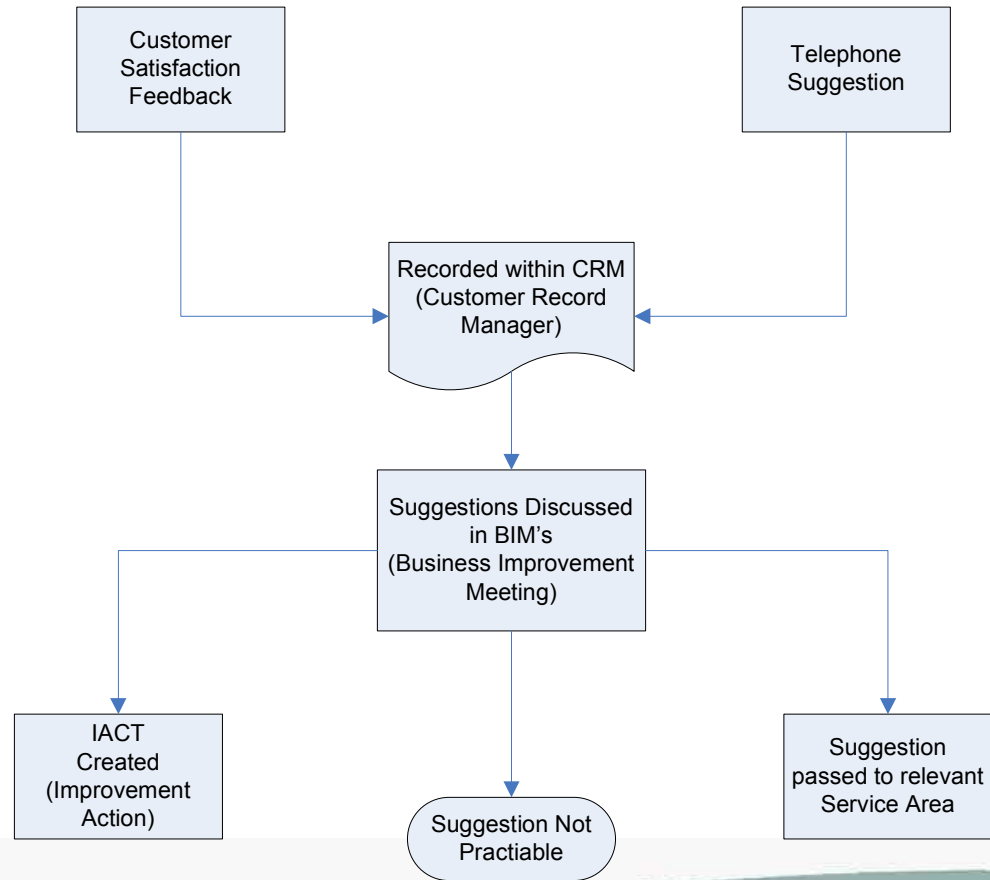 Customer
Satisfaction
Feedback
Telephone
Suggestion
Recorded within CRM
(Customer Record
Manager)
Suggestions Discussed
in BIM's
(Business Improvement
Meeting)
IACT
Created
(Improvement
Action)
Suggestion Not
Practiable
Suggestion
passed to relevant
Service Area